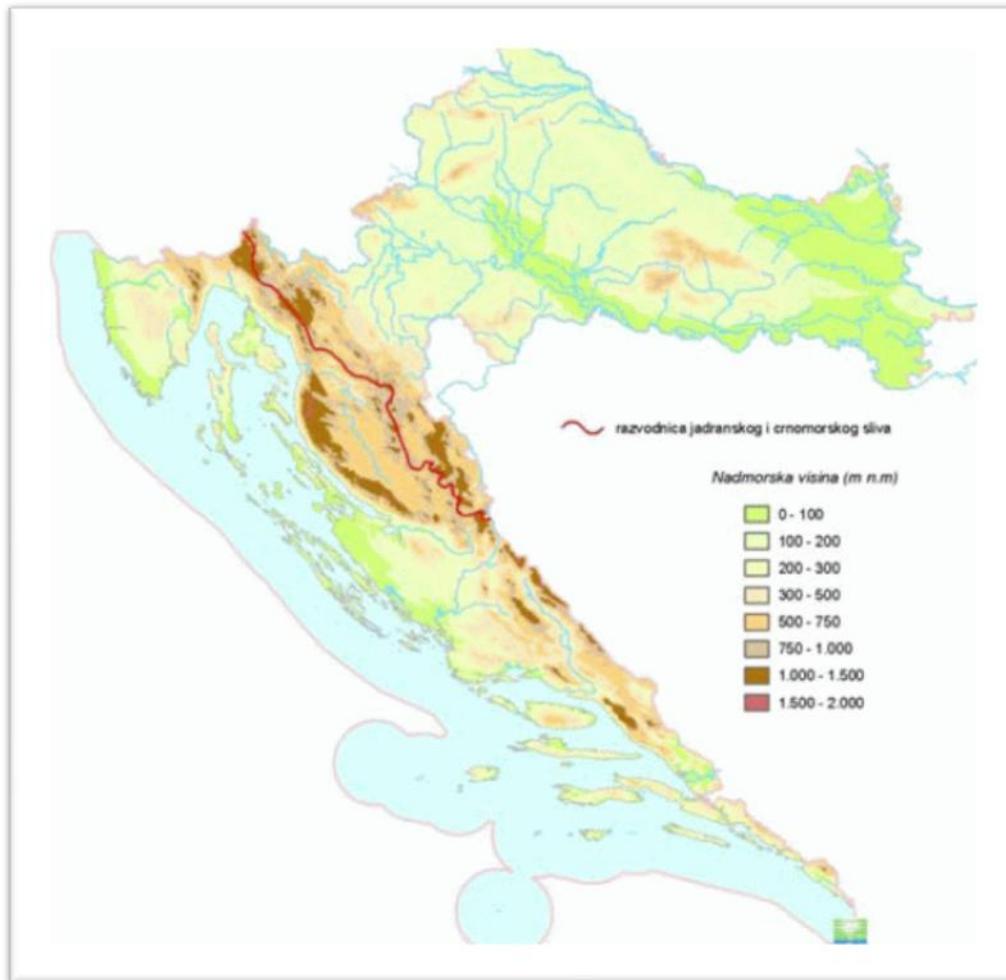 razvodnica jadranskog i crnomorskog sliva
Nadmorska visina (m n.m)
0 - 100
100 - 200
200 - 300
300 - 500
500 - 750
750 - 1.000
1.000 - 1.500
1.500 - 2.000